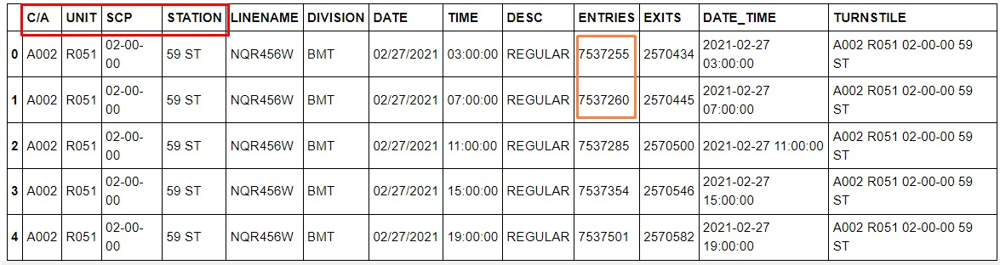 C/A UNIT SCP STATION LINENAME DIVISION DATE TIME DESC ENTRIES EXITS DATE_TIME TURNSTILE
0 A002 R051 02-00-00 59 ST NQR456W BMT 02/27/2021 03:00:00 REGULAR 7537255 2570434 2021-02-27 03:00:00 A002 R051 02-00-00 59 ST
1 A002 R051 02-00-00 59 ST NQR456W BMT 02/27/2021 07:00:00 REGULAR 7537260 2570445 2021-02-27 07:00:00 A002 R051 02-00-00 59 ST
2 A002 R051 02-00-00 59 ST NQR456W BMT 02/27/2021 11:00:00 REGULAR 7537285 2570500 2021-02-27 11:00:00 A002 R051 02-00-00 59 ST
3 A002 R051 02-00-00 59 ST NQR456W BMT 02/27/2021 15:00:00 REGULAR 7537354 2570546 2021-02-27 15:00:00 A002 R051 02-00-00 59 ST
4 A002 R051 02-00-00 59 ST NQR456W BMT 02/27/2021 19:00:00 REGULAR 7537501 2570582 2021-02-27 19:00:00 A002 R051 02-00-00 59 ST